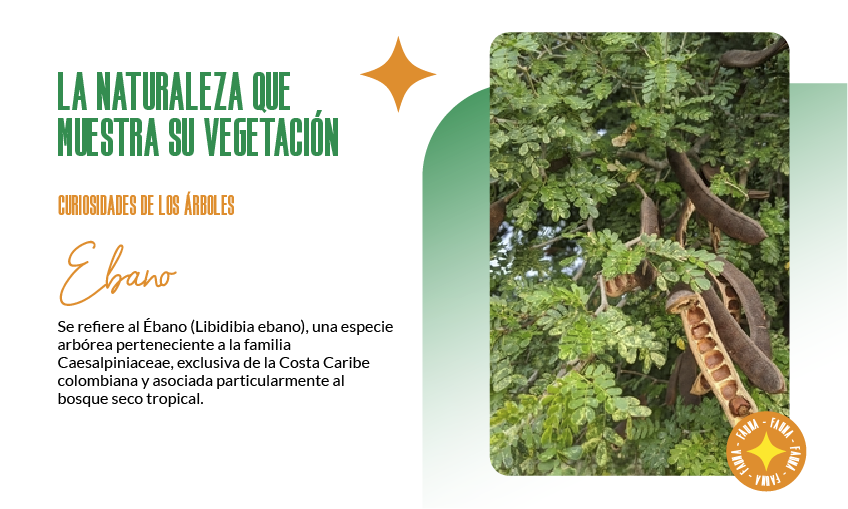 LA NATURALEZA QUE
MUESTRA SU VEGETACIÓN
CURIOSIDADES DE LOS ÁRBOLES
Ebano
Se refiere al Ébano (Libidibia ebano), una especie
arbórea perteneciente a la familia
Caesalpiniaceae, exclusiva de la Costa Caribe
colombiana y asociada particularmente al
bosque seco tropical.
FAUNA - FAUNA - FAUNA - FAUNA - FAUNA -